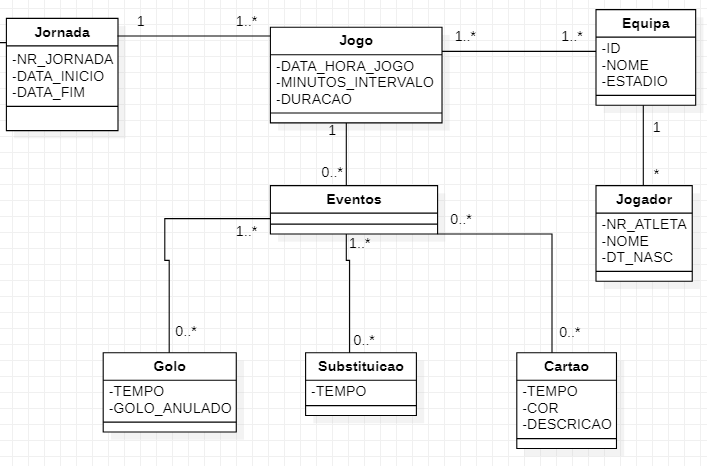 Jornada
-NR_JORNADA
-DATA_INICIO
-DATA_FIM
1
1..*
Jogo
-DATA_HORA_JOGO
-MINUTOS_INTERVALO
-DURACAO
1..*
1..*
Equipa
-ID
-NOME
-ESTADIO
1
*
Jogador
-NR_ATLETA
-NOME
-DT_NASC
1
0..*
Eventos
1..*
1..*
0..*
0..*
0..*
0..*
Golo
-TEMPO
-GOLO_ANULADO
Substituicao
-TEMPO
Cartao
-TEMPO
-COR
-DESCRICAO